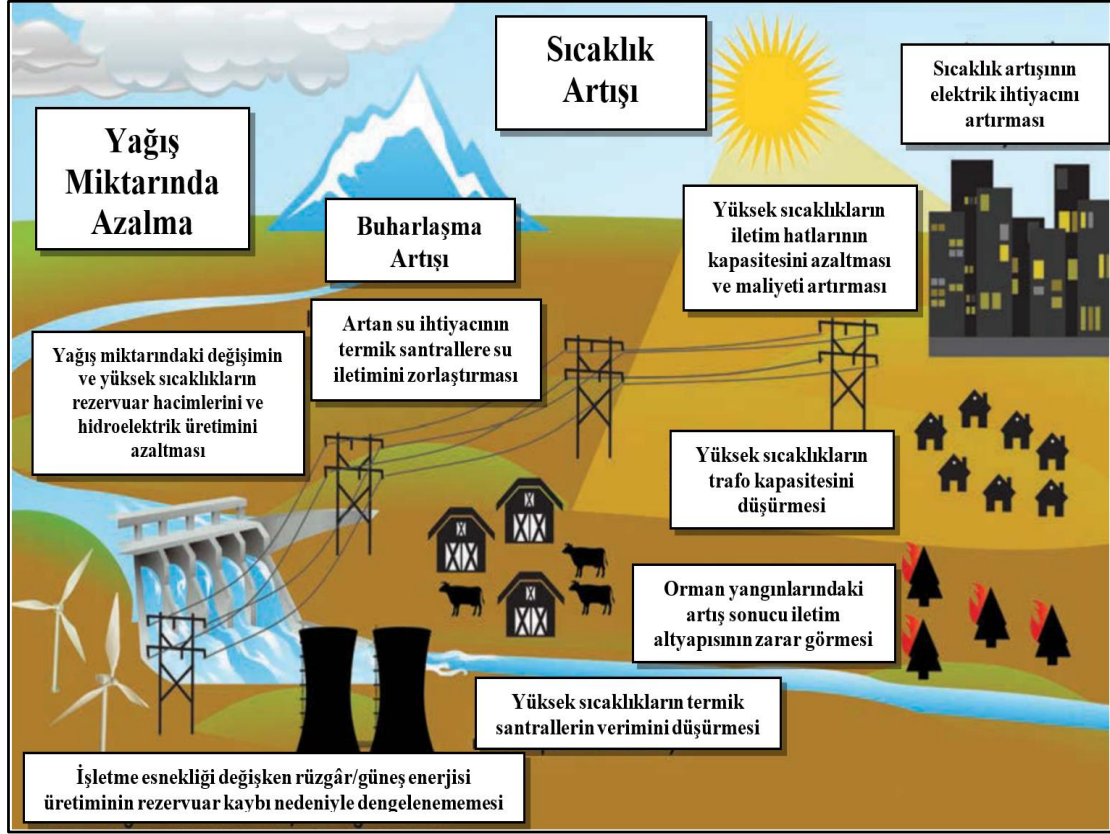 Sıcaklık
Artışı
Sıcaklık artışının
elektrik ihtiyacını
artırması
Yağış
Miktarında
Azalma
Buharlaşma
Artışı
Yüksek sıcaklıkların
iletim hatlarının
kapasitesini azaltması
ve maliyeti artırması
Artan su ihtiyacının
termik santrallere su
iletimini zorlaştırması
Yağış miktarındaki değişimin
ve yüksek sıcaklıkların
rezervuar hacimlerini ve
hidroelektrik üretimini
azaltması
Yüksek sıcaklıkların
trafo kapasitesini
düşürmesi
Orman yangınlarındaki
artış sonucu iletim
altyapısının zarar görmesi
Yüksek sıcaklıkların termik
santrallerin verimini düşürmesi
İşletme esnekliği değişken rüzgâr/güneş enerjisi
üretiminin rezervuar kaybı nedeniyle dengelenememesi